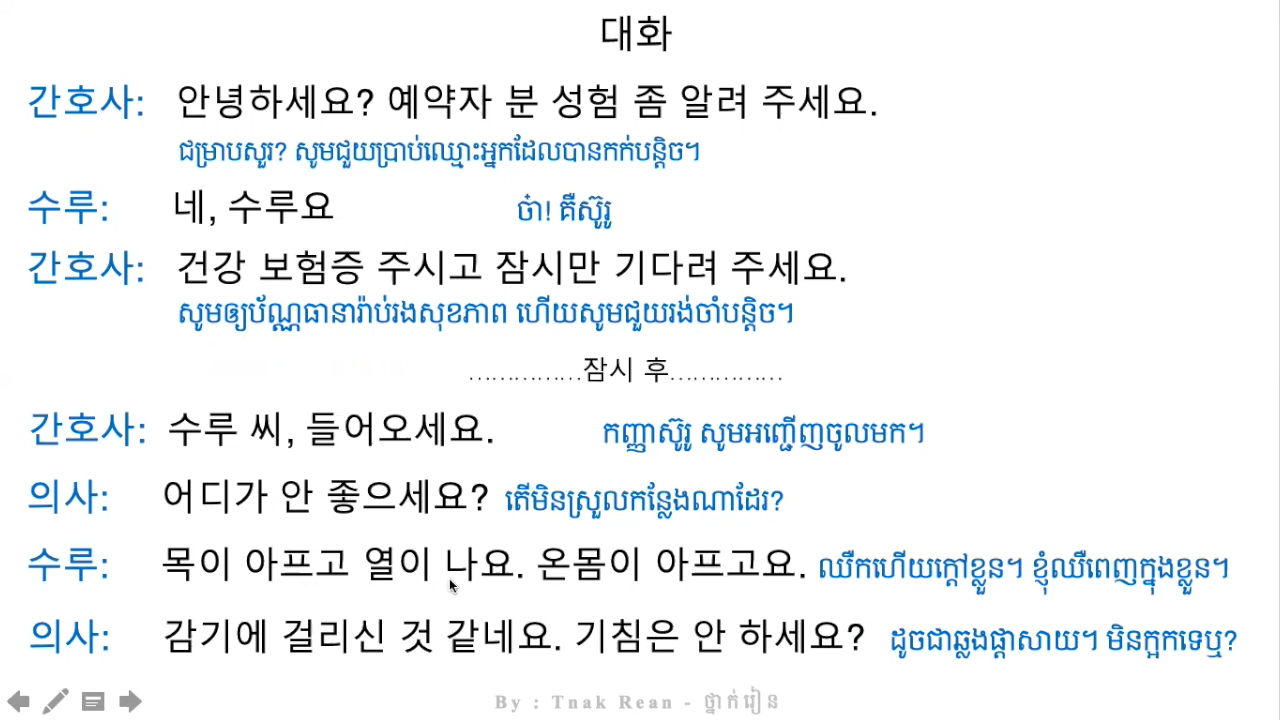 대화
간호사: 안녕하세요? 예약자 분 성험 좀 알려 주세요.
ជម្រាបសួរ? សូមជួយប្រាប់ឈ្មោះអ្នកដែលបានកក់បន្តិច។
수루: 네, 수루요 ច៎ា! គឺស៊ូរូ
간호사: 건강 보험증 주시고 잠시만 기다려 주세요.
សូមឲ្យប័ណ្ណធានារ៉ាប់រងសុខភាព ហើយសូមជួយរង់ចាំបន្តិច។
...............잠시 후...............
간호사: 수루 씨, 들어오세요. កញ្ញាស៊ូរូ សូមអញ្ជើញចូលមក។
의사: 어디가 안 좋으세요? តើមិនស្រួលកន្លែងណាដែរ?
수루: 목이 아프고 열이 나요. 온몸이 아프고요. ឈឺកហើយក្ដៅខ្លួន។ ខ្ញុំឈឺពេញក្នុងខ្លួន។
의사: 감기에 걸리신 것 같네요. 기침은 안 하세요? ដូចជាឆ្លងផ្ដាសាយ។ មិនក្អកទេឬ?
By : Tnak Rean - ថ្នាក់រៀន